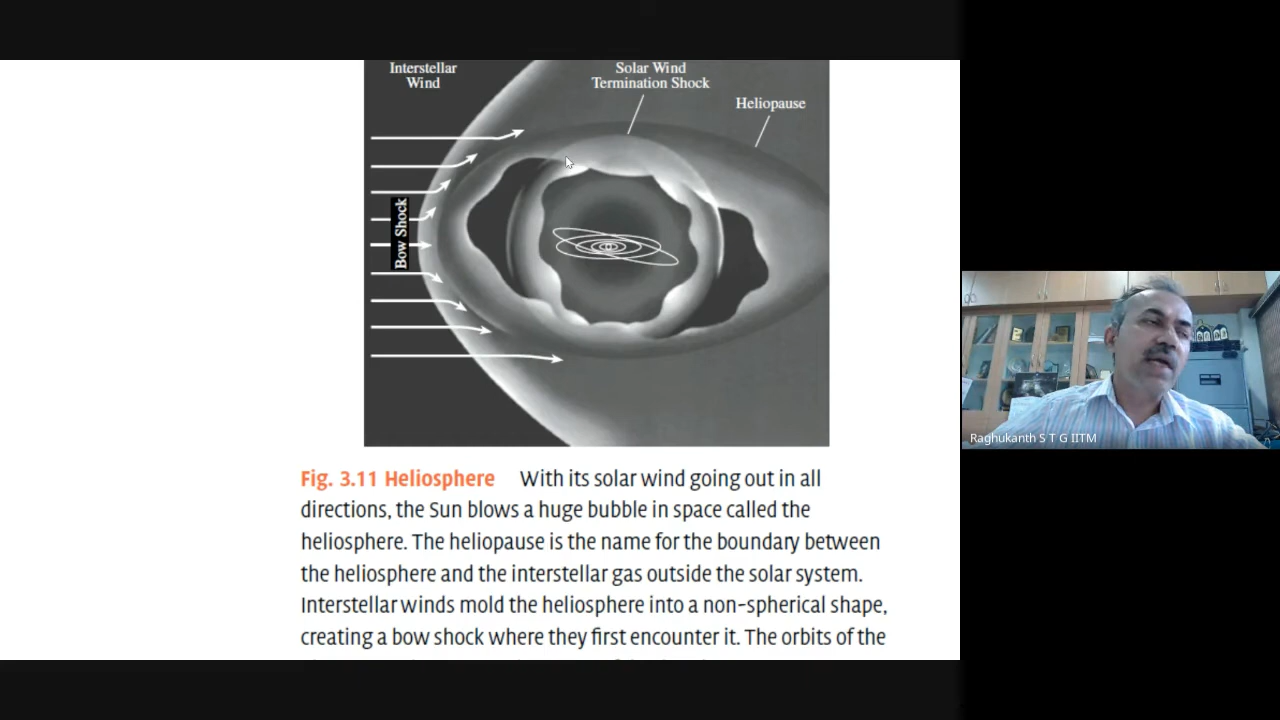 Interstellar
Wind
Solar Wind
Termination Shock
Heliopause
Bow Shock
Fig. 3.11 Heliosphere With its solar wind going out in all
directions, the Sun blows a huge bubble in space called the
heliosphere. The heliopause is the name for the boundary between
the heliosphere and the interstellar gas outside the solar system.
Interstellar winds mold the heliosphere into a non-spherical shape,
creating a bow shock where they first encounter it. The orbits of the
Raghukanth S T G IITM